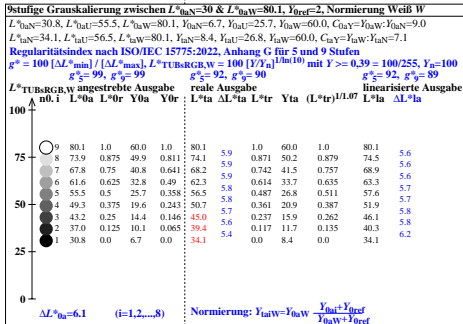 9stufige Grauskalierung zwischen L*0aN=30 & L*0aW=80.1, Y0ref=2, Normierung Weiß W
L*0aN=30.8, L*0aU=55.5, L*0aW=80.1, Y0aN=6.7, Y0aU=25.7, Y0aW=60.0, C0aY=Y0aW:Y0aN=9.0
L*taN=34.1, L*taU=56.5, L*taW=80.1, YtaN=8.4, YtaU=26.8, YtaW=60.0, CtaY=YtaW:YtaN=7.1
Regularitätsindex nach ISO/IEC 15775:2022, Anhang G für 5 und 9 Stufen
g* = 100 [ΔL*min] / [ΔL*max], L*TUBsRGB,W = 100 [Y/Yn]1/ln(10) mit Y >= 0,39 = 100/255, Yn=100
g*5= 99, g*9= 99 g*5= 92, g*9= 90 g*5= 92, g*9= 89
L*TUBsRGB,W angestrebte Ausgabe reale Ausgabe linearisierte Ausgabe
n0. i L*0a L*0r Y0a Y0r L*ta ΔL*ta L*tr Yta (L*tr)1/1.07 L*la ΔL*la
100
9 80.1 1.0 60.0 1.0 80.1 1.0 60.0 1.0 80.1
5.9 5.6
75 8 73.9 0.875 49.9 0.811 74.1 0.871 50.2 0.879 74.5
5.9 5.6
7 67.8 0.75 40.8 0.641 68.2 0.742 41.5 0.757 68.9
5.9 5.6
6 61.6 0.625 32.8 0.49 62.3 0.614 33.7 0.635 63.3
5.8 5.7
5 55.5 0.5 25.7 0.358 56.5 0.487 26.8 0.511 57.6
5.8 5.7
50 4 49.3 0.375 19.6 0.243 50.7 0.361 20.9 0.387 51.9
5.7 5.8
3 43.2 0.25 14.4 0.146 45.0 0.237 15.9 0.262 46.1
5.6 5.8
2 37.0 0.125 10.1 0.065 39.4 0.117 11.7 0.135 40.3
5.4 6.2
1 30.8 0.0 6.7 0.0 34.1 0.0 8.4 0.0 34.1
25
0
ΔL*0a=6.1 (i=1,2,...,8) Normierung: YtaiW=Y0aW Y0ai+Y0ref
Y0aW+Y0ref